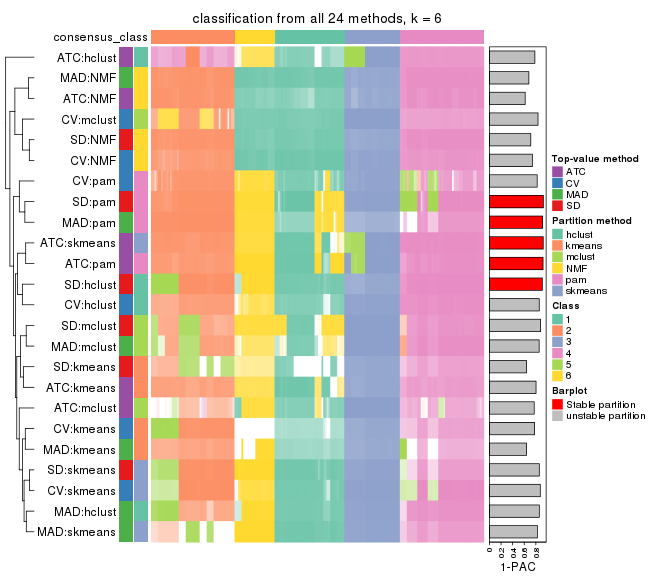 classification from all 24 methods, k = 6
consensus_class
ATC:hclust
MAD:NMF
ATC:NMF
CV:mclust
SD:NMF
CV:NMF
CV:pam
SD:pam
MAD:pam
ATC:skmeans
ATC:pam
SD:hclust
CV:hclust
SD:mclust
MAD:mclust
SD:kmeans
ATC:kmeans
ATC:mclust
CV:kmeans
MAD:kmeans
SD:skmeans
CV:skmeans
MAD:hclust
MAD:skmeans
0 0.2 0.4 0.6 0.8
1-PAC
Top-value method
ATC
CV
MAD
SD
Partition method
hclust
kmeans
mclust
NMF
pam
skmeans
Class
1
2
3
4
5
6
Barplot
Stable partition
unstable partition